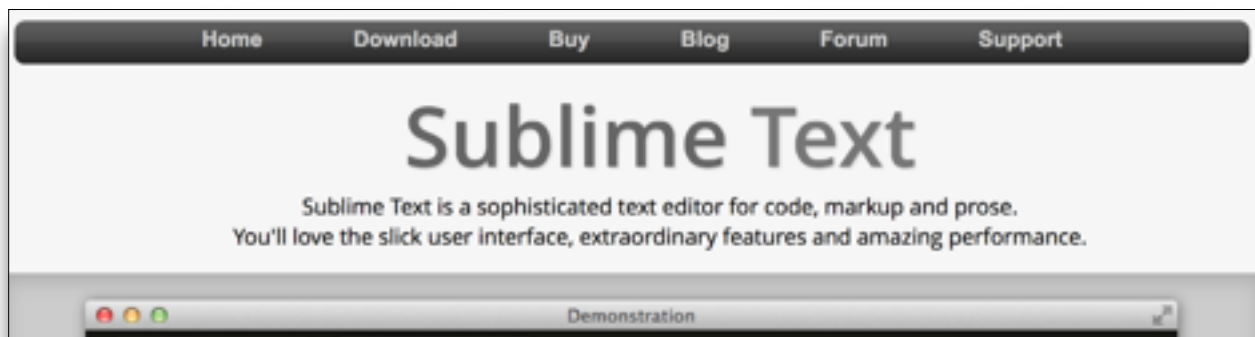 Home Download Buy Blog Forum Support
Sublime Text
Sublime Text is a sophisticated text editor for code, markup and prose.
You'll love the slick user interface, extraordinary features and amazing performance.
Demonstration